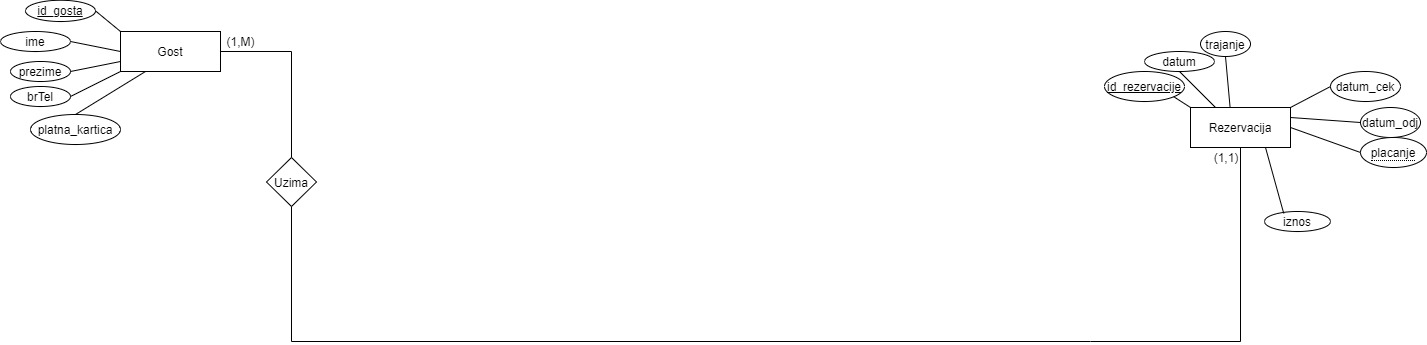 id_gosta
ime
prezime
brTel
platna_kartica
Gost
(1,M)
Uzima
trajanje
datum
id_rezervacije
Rezervacija
datum_cek
datum_odj
placanje
(1,1)
iznos